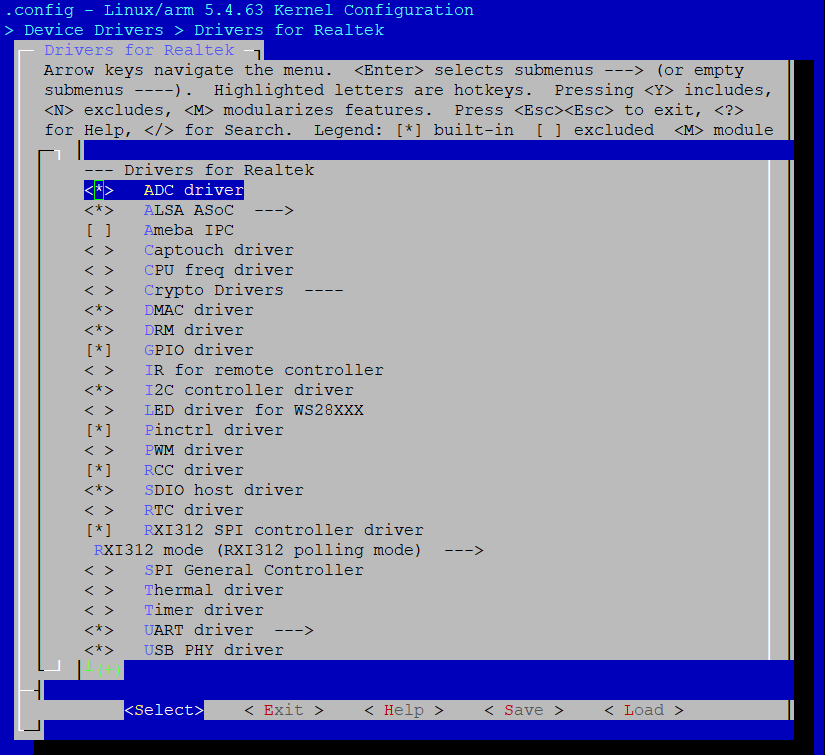 .config - Linux/arm 5.4.63 Kernel Configuration
> Device Drivers > Drivers for Realtek
Drivers for Realtek
Arrow keys navigate the menu.  <Enter> selects submenus ---> (or empty
submenus ----).  Highlighted letters are hotkeys.  Pressing <Y> includes,
<N> excludes, <M> modularizes features.  Press <Esc><Esc> to exit, <?>
for Help, </> for Search.  Legend: [*] built-in  [ ] excluded  <M> module
--- Drivers for Realtek
<*>   ADC driver
<*>   ALSA ASoC  --->
[ ]   Ameba IPC
< >   Captouch driver
< >   CPU freq driver
< >   Crypto Drivers  ----
<*>   DMAC driver
<*>   DRM driver
[*]   GPIO driver
< >   IR for remote controller
<*>   I2C controller driver
< >   LED driver for WS28XXX
[*]   Pinctrl driver
< >   PWM driver
[*]   RCC driver
<*>   SDIO host driver
< >   RTC driver
[*]   RXI312 SPI controller driver
RXI312 mode (RXI312 polling mode)  --->
< >   SPI General Controller
< >   Thermal driver
< >   Timer driver
<*>   UART driver  --->
<*>   USB PHY driver
<Select>    < Exit >    < Help >    < Save >    < Load >